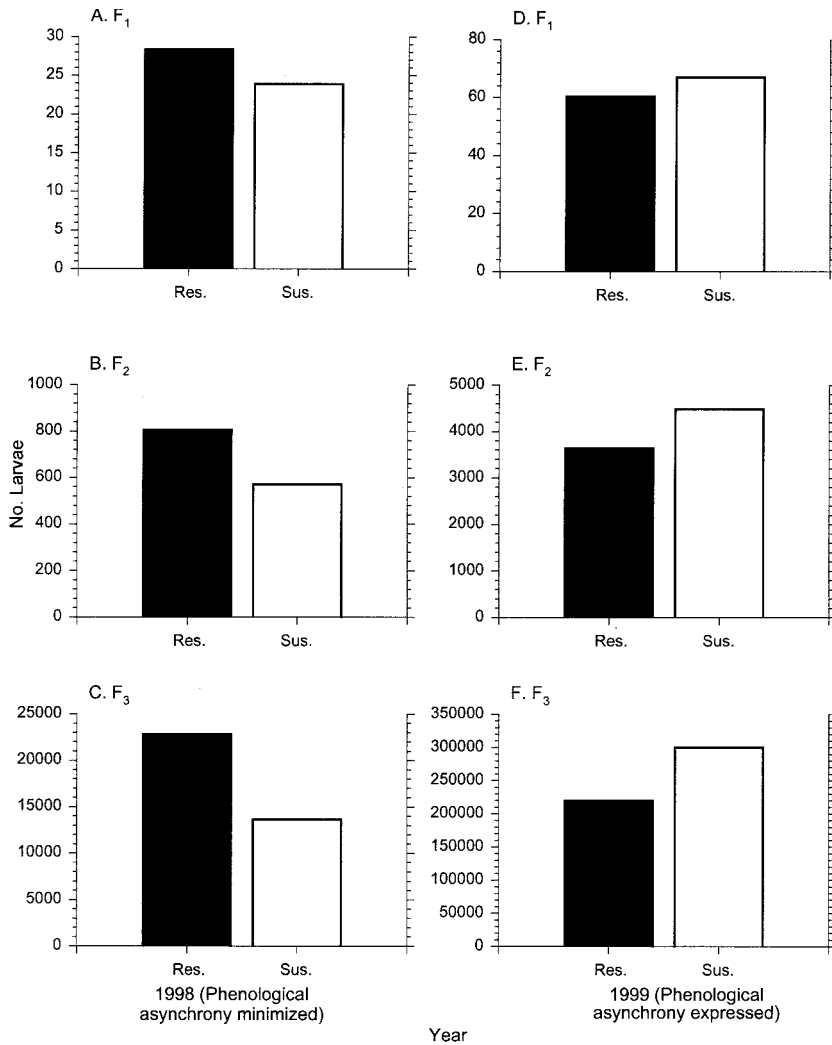 A. F1
30
25
20
15
10
5
0
Res. Sus.
D. F1
80
60
40
20
0
Res. Sus.
B. F2
1000
800
600
400
200
0
Res. Sus.
E. F2
5000
4000
3000
2000
1000
0
Res. Sus.
No. Larvae
C. F3
25000
20000
15000
10000
5000
0
Res. Sus.
1998 (Phenological
asynchrony minimized)
F. F3
350000
300000
250000
200000
150000
100000
50000
0
Res. Sus.
1999 (Phenological
asynchrony expressed)
Year